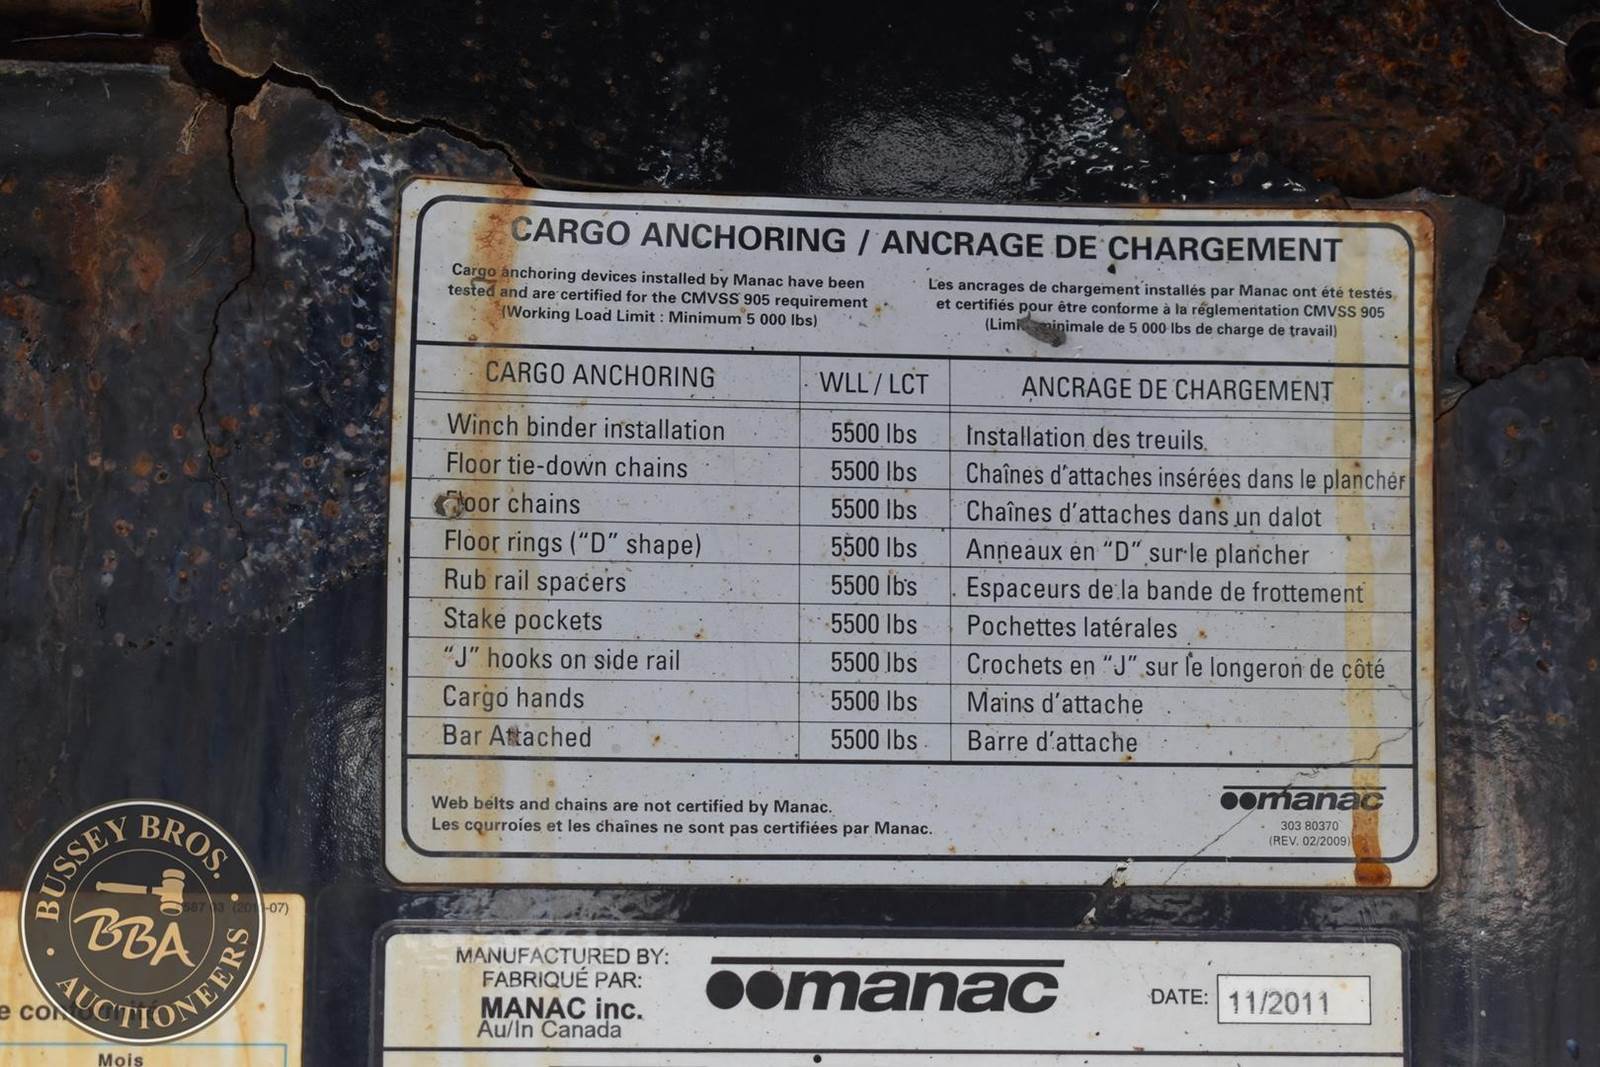 CARGO ANCHORING / ANCRAGE DE CHARGEMENT
Cargo anchoring devices installed by Manac have been
tested and are certified for the CMVSS 905 requirement
(Working Load Limit : Minimum 5 000 lbs)
Les ancrages de chargement installés par Manac ont été testés
et certifiés pour être conforme à la réglementation CMVSS 905
(Limite minimale de 5 000 lbs de charge de travail)
CARGO ANCHORING WLL / LCT ANCRAGE DE CHARGEMENT
Winch binder installation 5500 lbs Installation des treuils
Floor tie-down chains 5500 lbs Chaînes d'attaches insérées dans le plancher
Floor chains 5500 lbs Chaînes d'attaches dans un dalot
Floor rings ("D" shape) 5500 lbs Anneaux en "D" sur le plancher
Rub rail spacers 5500 lbs Espaceurs de la bande de frottement
Stake pockets 5500 lbs Pochettes latérales
"J" hooks on side rail 5500 lbs Crochets en "J" sur le longeron de côté
Cargo hands 5500 lbs Mains d'attache
Bar Attached 5500 lbs Barre d'attache
Web belts and chains are not certified by Manac.
Les courroies et les chaînes ne sont pas certifiées par Manac.
manac
303 80370
(REV. 02/2009)
MANUFACTURED BY:
FABRIQUÉ PAR:
MANAC inc.
Au/In Canada
manac
DATE: 11/2011
BUSSEY BROS.
BBA
AUCTIONEERS
Mois